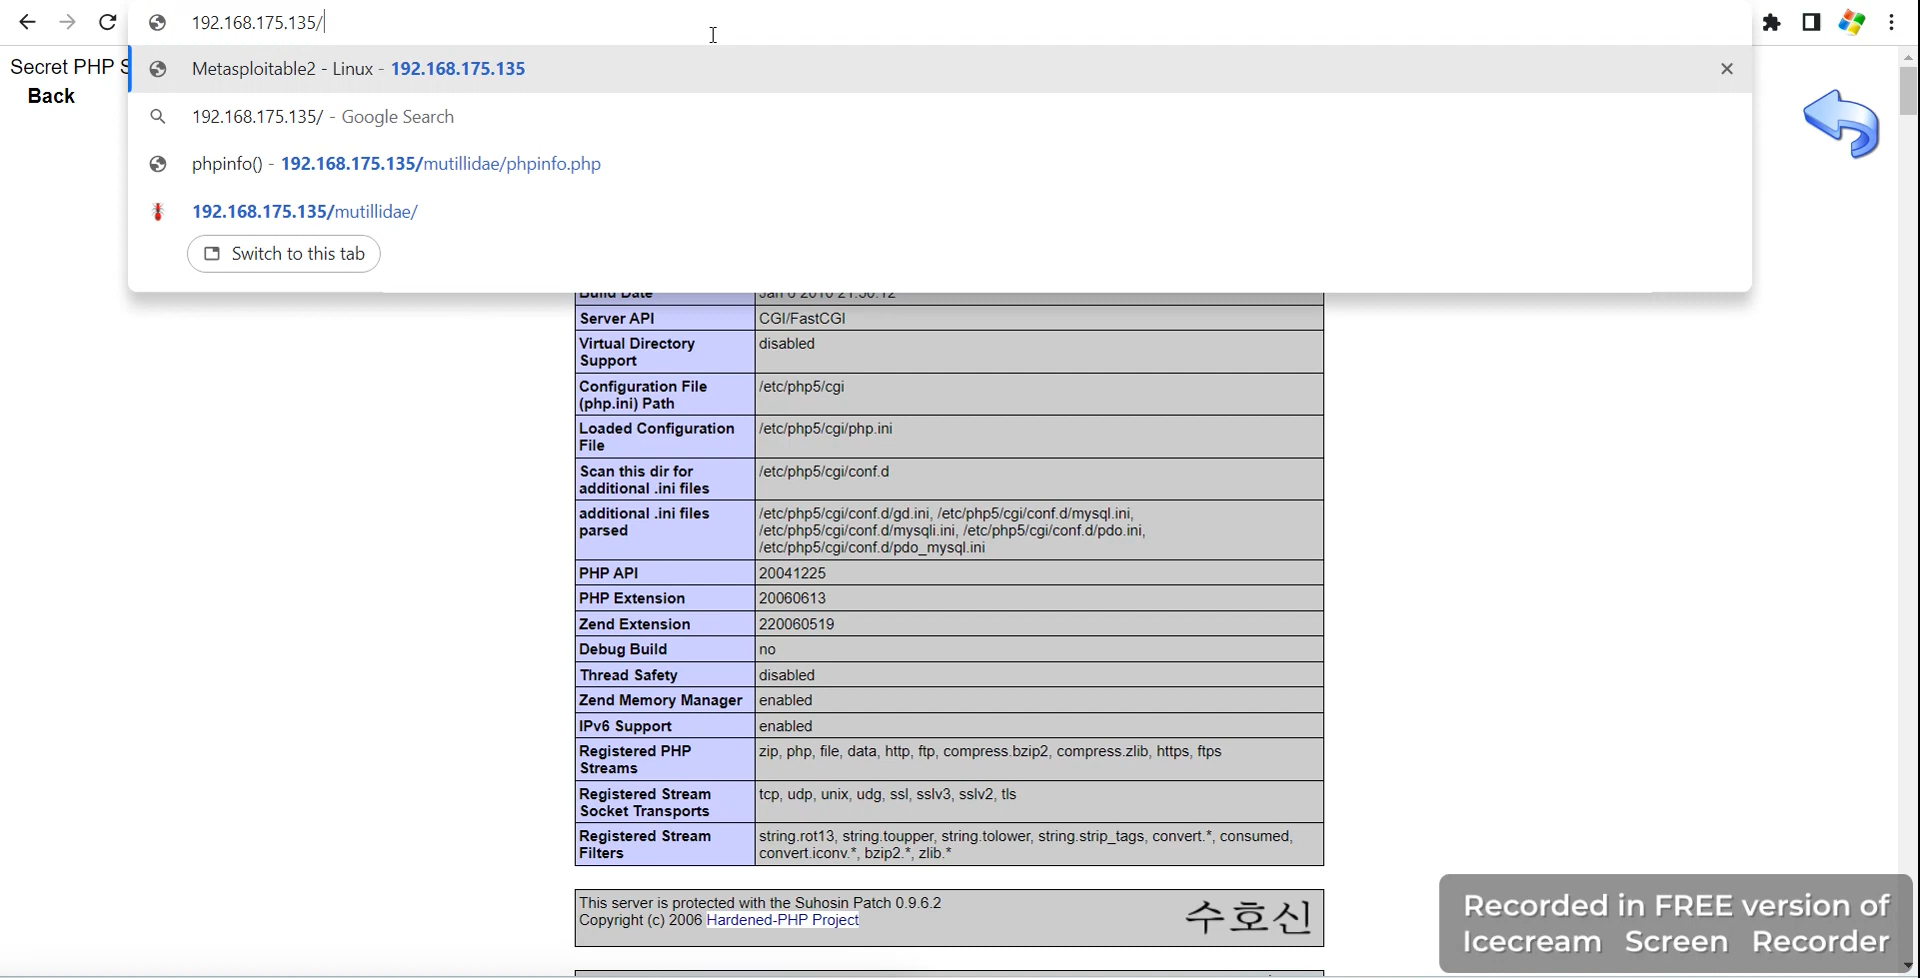 192.168.175.135/
Secret PHP S
Metasploitable2 - Linux - 192.168.175.135
Back
192.168.175.135/ - Google Search
phpinfo() - 192.168.175.135/mutillidae/phpinfo.php
192.168.175.135/mutillidae/
Switch to this tab
Build Date Jan 6 2010 21:50:12
Server API CGI/FastCGI
Virtual Directory disabled
Support
Configuration File /etc/php5/cgi
(php.ini) Path
Loaded Configuration /etc/php5/cgi/php.ini
File
Scan this dir for /etc/php5/cgi/conf.d
additional .ini files
additional .ini files /etc/php5/cgi/conf.d/gd.ini, /etc/php5/cgi/conf.d/mysql.ini,
parsed /etc/php5/cgi/conf.d/mysqli.ini, /etc/php5/cgi/conf.d/pdo.ini,
/etc/php5/cgi/conf.d/pdo_mysql.ini
PHP API 20041225
PHP Extension 20060613
Zend Extension 220060519
Debug Build no
Thread Safety disabled
Zend Memory Manager enabled
IPv6 Support enabled
Registered PHP zip, php, file, data, http, ftp, compress.bzip2, compress.zlib, https, ftps
Streams
Registered Stream tcp, udp, unix, udg, ssl, sslv3, sslv2, tls
Socket Transports
Registered Stream string.rot13, string.toupper, string.tolower, string.strip_tags, convert.*, consumed,
Filters convert.iconv.*, bzip2.*, zlib.*
This server is protected with the Suhosin Patch 0.9.6.2
Copyright (c) 2006 Hardened-PHP Project
수호신
Recorded in FREE version of
Icecream Screen Recorder